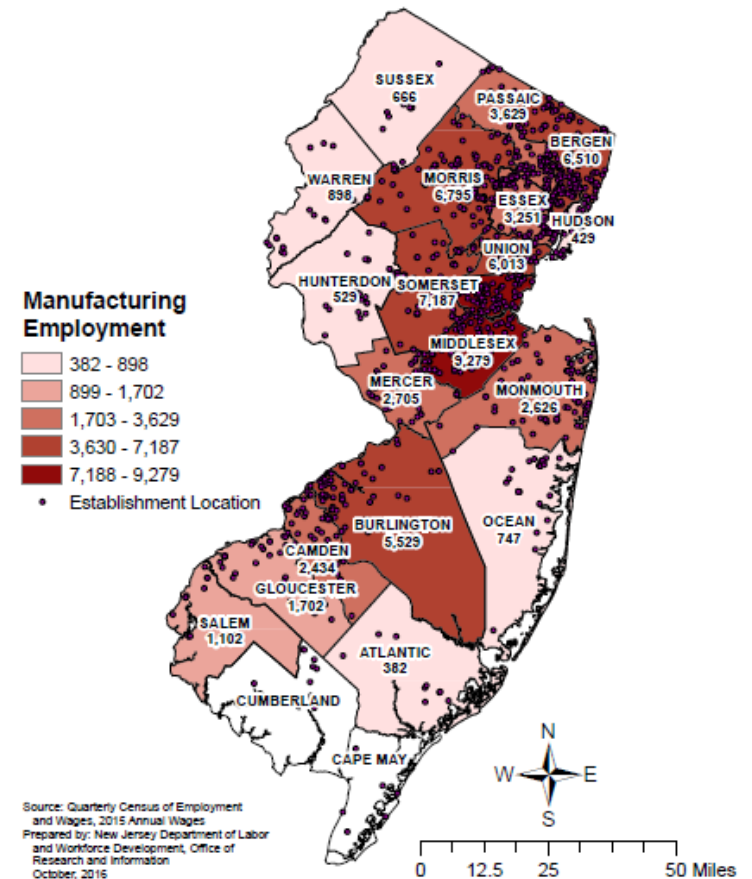 SUSSEX
666
PASSAIC
3,629
BERGEN
6,510
WARREN
898
MORRIS
6,795
ESSEX
3,251
HUDSON
429
UNION
6,013
HUNTERDON
529
SOMERSET
7,187
Manufacturing
Employment
382 - 898
899 - 1,702
1,703 - 3,629
3,630 - 7,187
7,188 - 9,279
Establishment Location
MIDDLESEX
9,279
MERCER
2,705
MONMOUTH
2,626
BURLINGTON
5,529
OCEAN
747
CAMDEN
2,434
GLOUCESTER
1,702
SALEM
1,102
ATLANTIC
382
CUMBERLAND
CAPE MAY
N
W E
S
Source: Quarterly Census of Employment
and Wages, 2015 Annual Wages
Prepared by: New Jersey Department of Labor
and Workforce Development, Office of
Research and Information
October, 2016
0 12.5 25 50 Miles